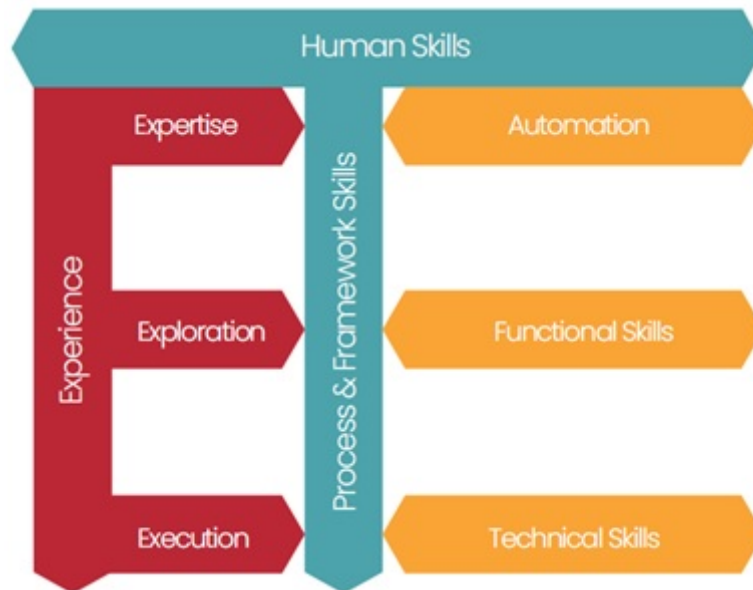 Human Skills
Expertise
Automation
Experience
Process & Framework Skills
Exploration
Functional Skills
Execution
Technical Skills